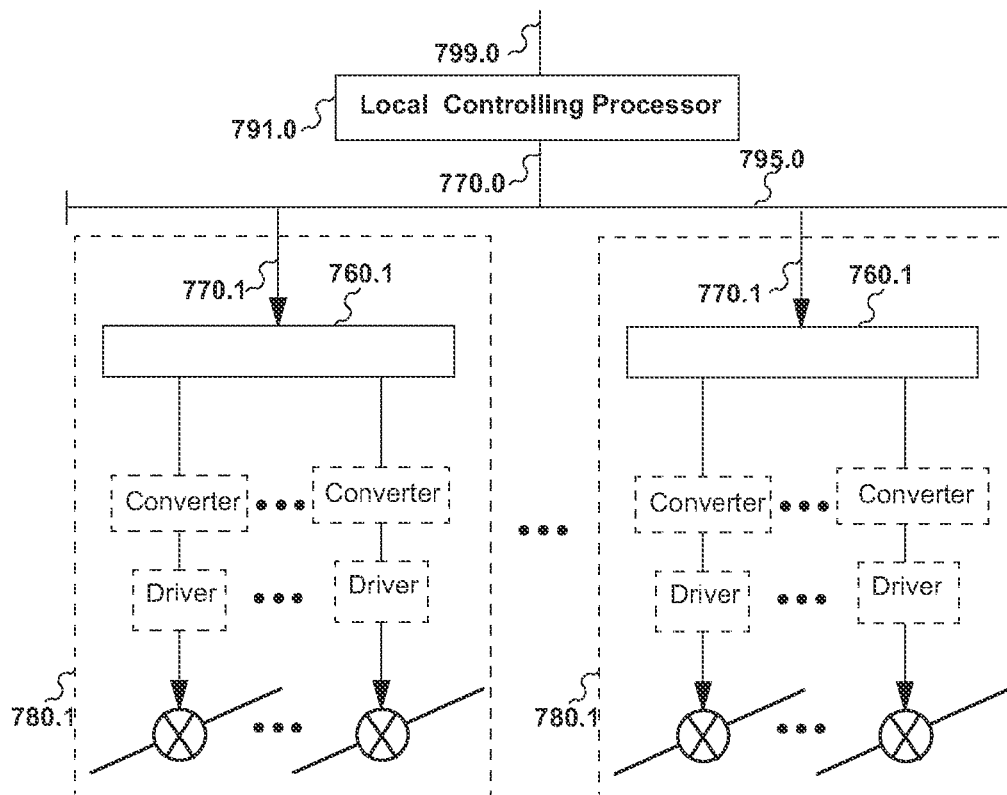 799.0
Local Controlling Processor
791.0
770.0
795.0
770.1
760.1
770.1
760.1
Converter
Converter
Converter
Converter
Driver
Driver
Driver
Driver
780.1
780.1